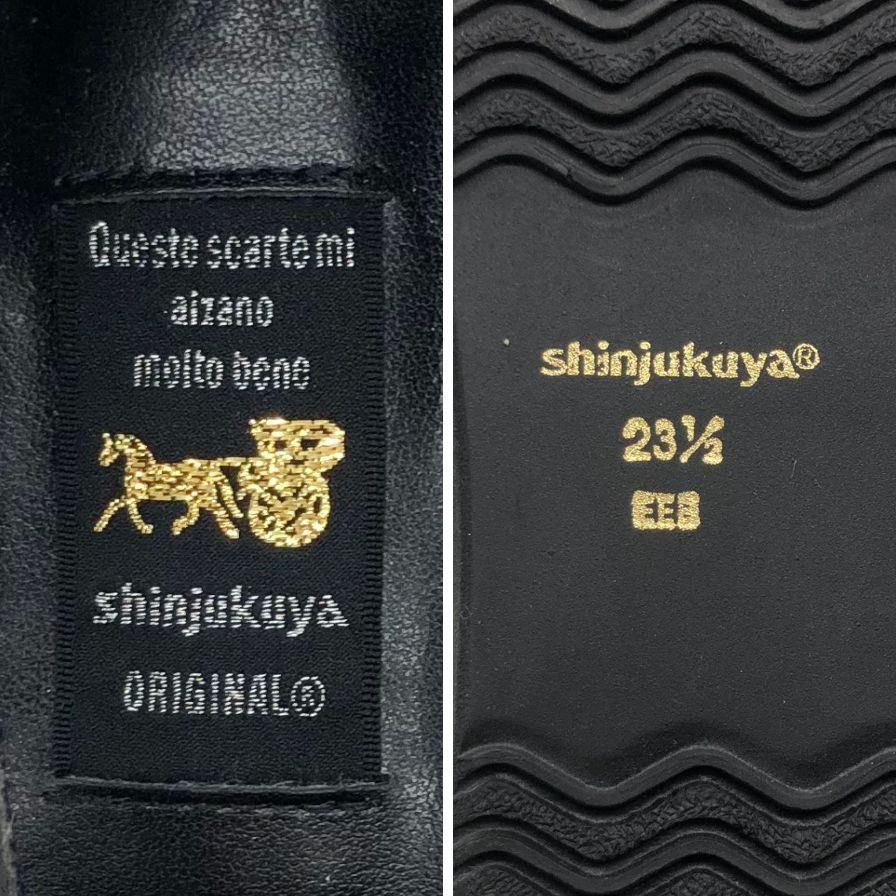 Queste scarte mi
aizano
molto bene
shinjukuya
ORIGINAL®
shinjukuya®
23½
EEB